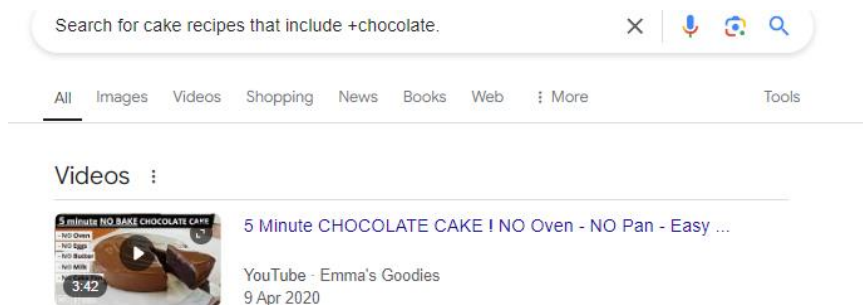 Search for cake recipes that include +chocolate.
All Images Videos Shopping News Books Web More Tools
Videos
5 minute NO BAKE CHOCOLATE CAKE
5 Minute CHOCOLATE CAKE ! NO Oven - NO Pan - Easy ...
- NO Oven
- NO Eggs
- NO Butter
- NO Milk
3:42
YouTube · Emma's Goodies
9 Apr 2020